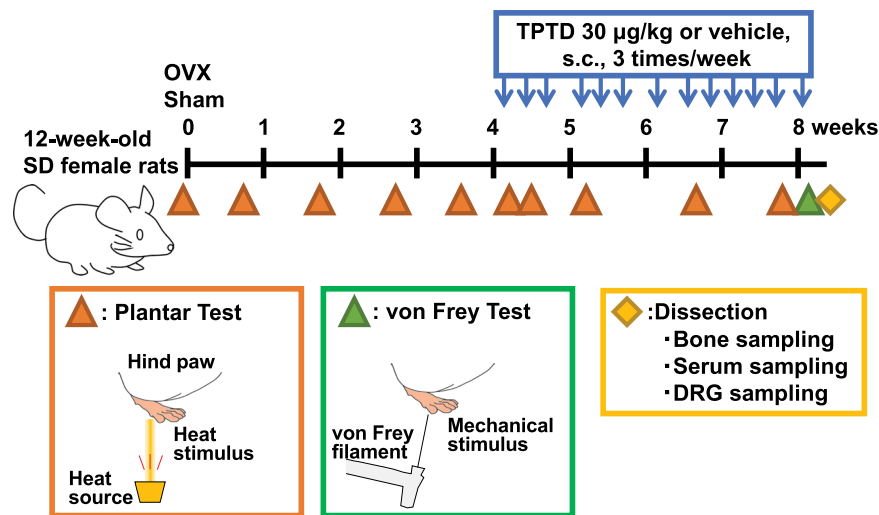 TPTD 30 µg/kg or vehicle,
s.c., 3 times/week
OVX
Sham
0 1 2 3 4 5 6 7 8 weeks
12-week-old
SD female rats
: Plantar Test
Hind paw
Heat
stimulus
Heat
source
: von Frey Test
von Frey
filament
Mechanical
stimulus
:Dissection
・Bone sampling
・Serum sampling
・DRG sampling